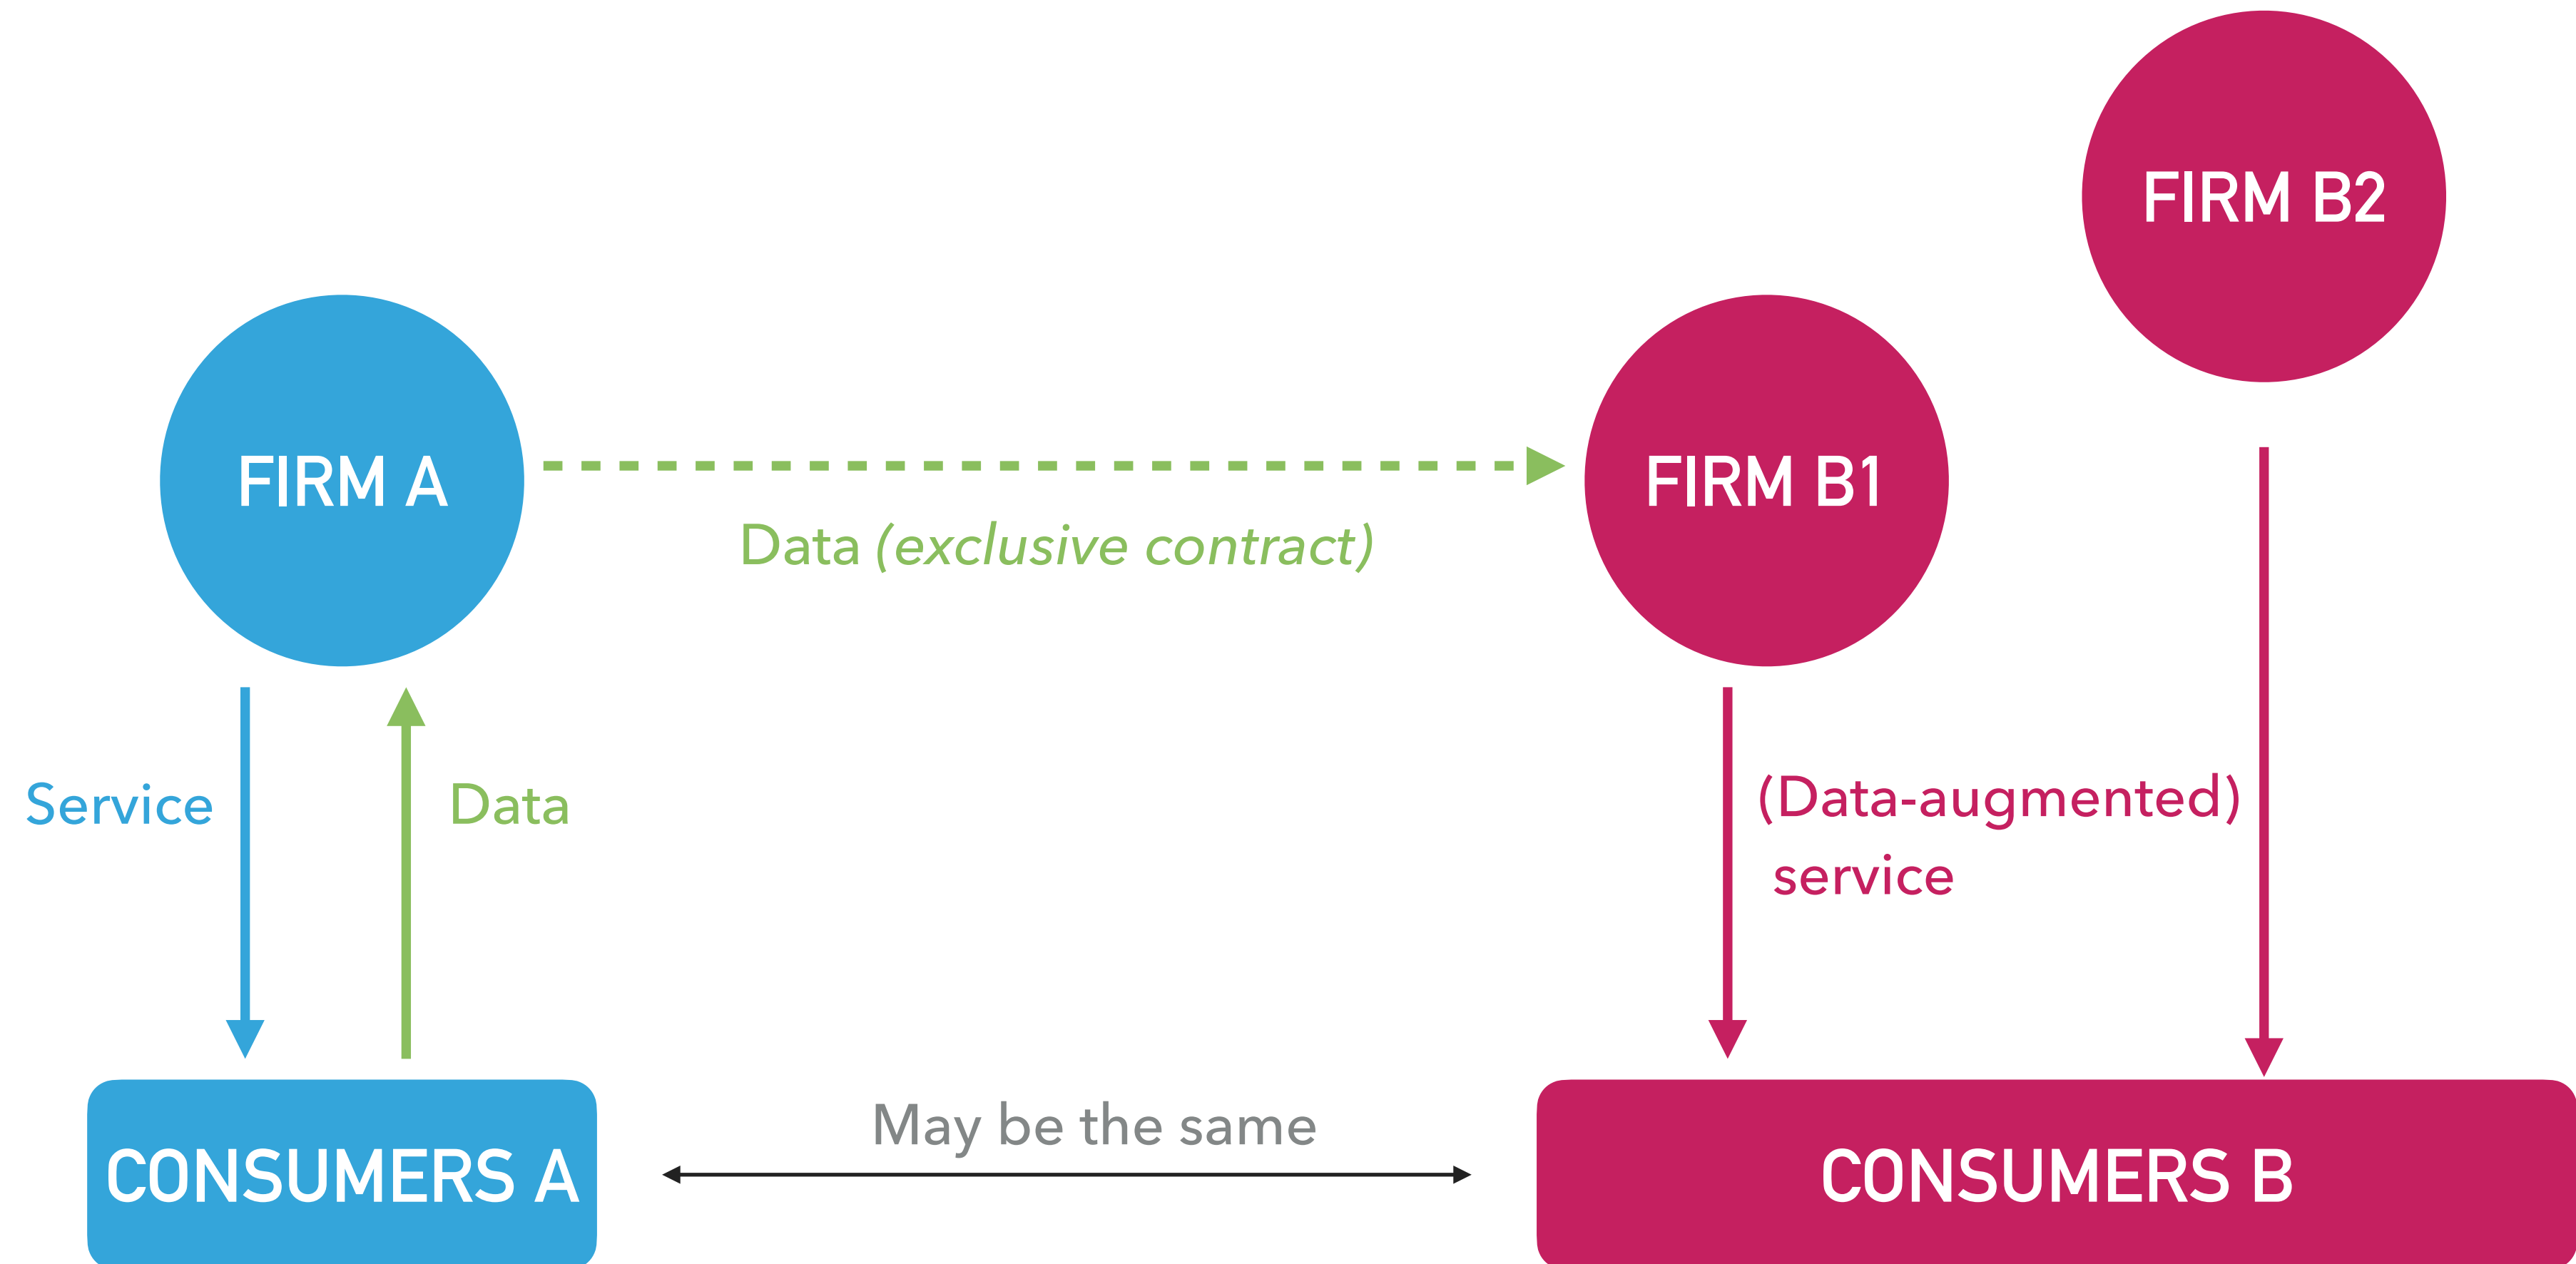 FIRM B2
FIRM A
FIRM B1
Data (exclusive contract)
Service
Data
(Data-augmented)
service
May be the same
CONSUMERS A
CONSUMERS B